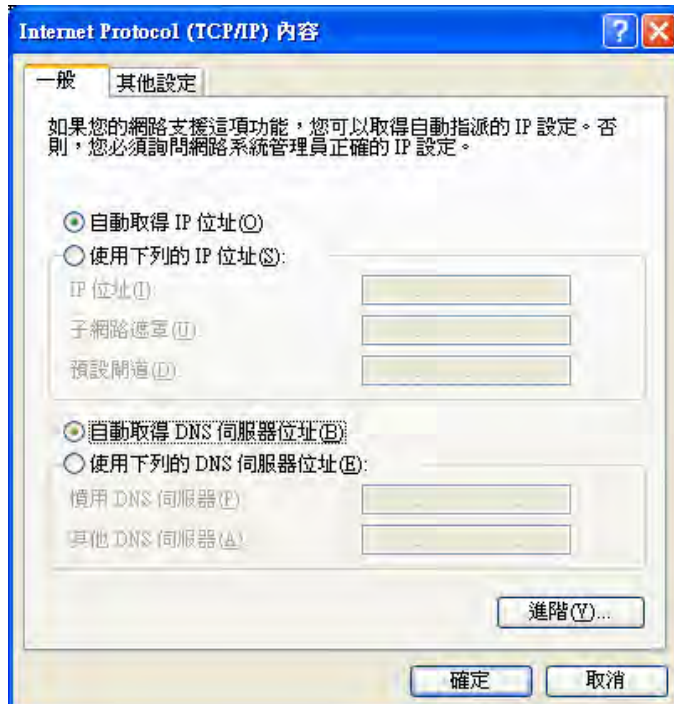 Internet Protocol (TCP/IP) 內容
一般
其他設定
如果您的網路支援這項功能，您可以取得自動指派的 IP 設定。否
則，您必須詢問網路系統管理員正確的 IP 設定。
自動取得 IP 位址(O)
使用下列的 IP 位址(S):
IP 位址(I)
子網路遮罩(U)
預設閘道(D)
自動取得 DNS 伺服器位址(B)
使用下列的 DNS 伺服器位址(E):
慣用 DNS 伺服器(P)
其他 DNS 伺服器(A)
進階(V)...
確定
取消